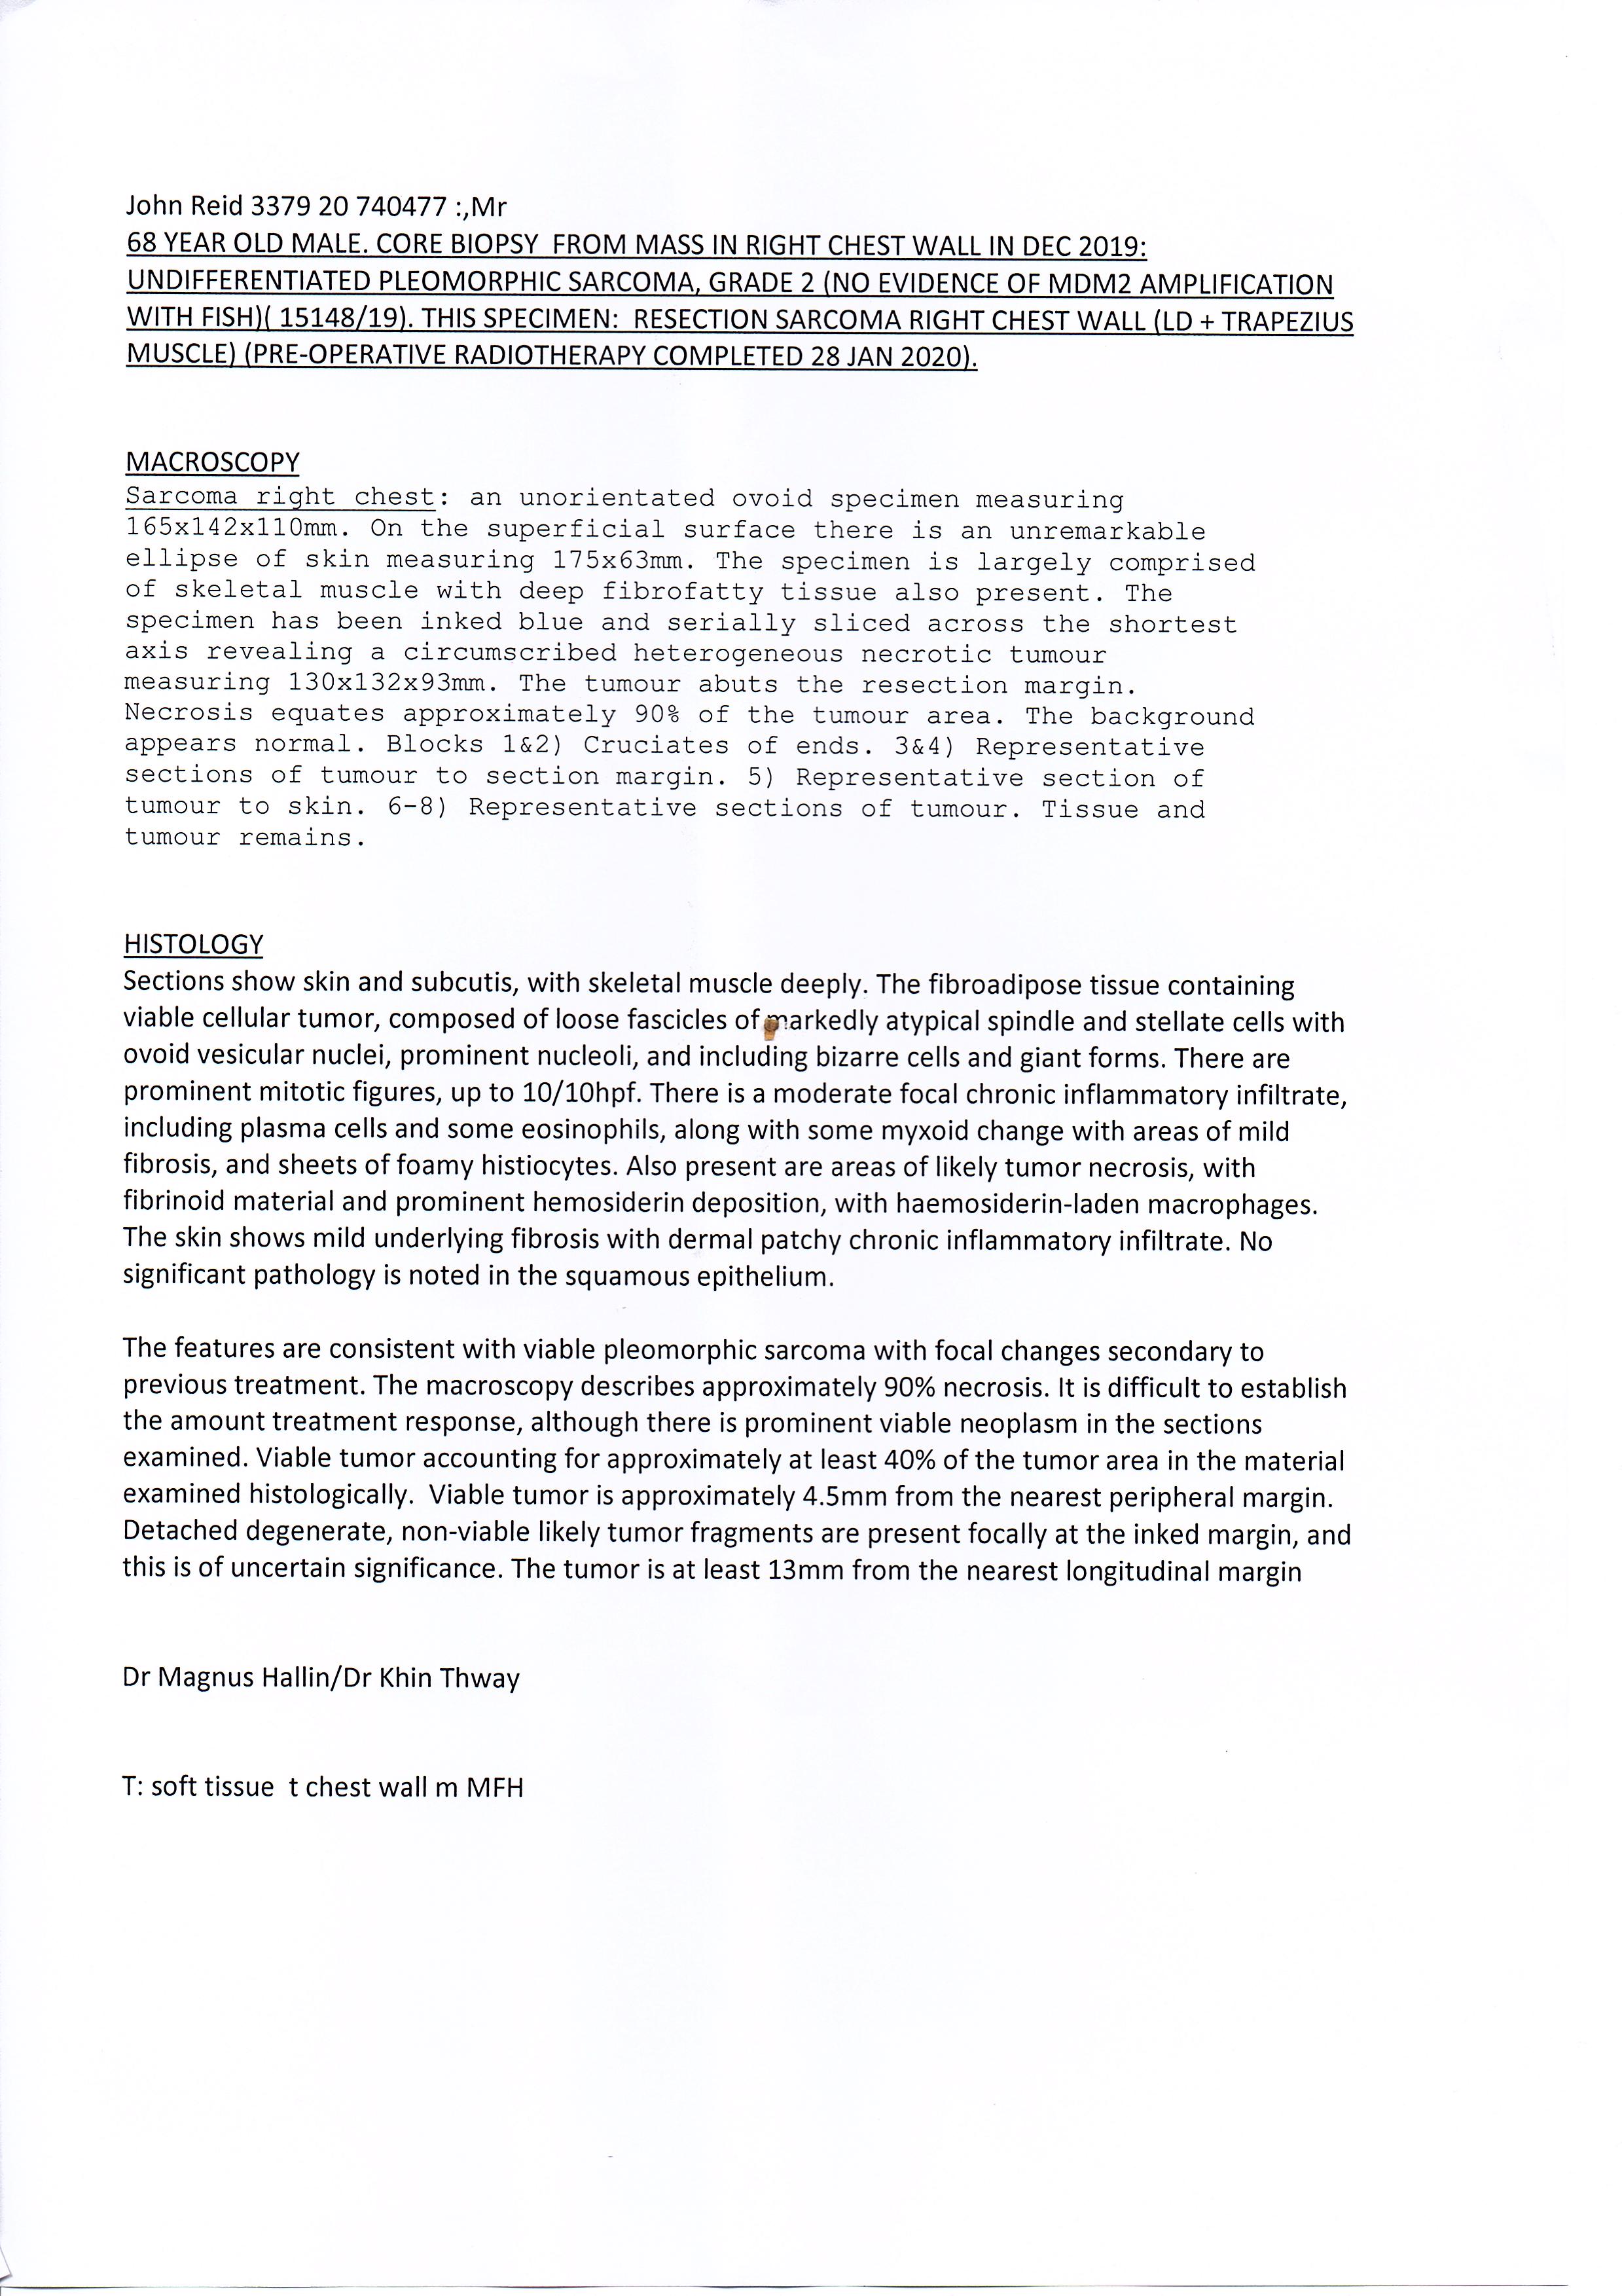 John Reid 3379 20 740477 :,Mr
68 YEAR OLD MALE. CORE BIOPSY  FROM MASS IN RIGHT CHEST WALL IN DEC 2019:
UNDIFFERENTIATED PLEOMORPHIC SARCOMA, GRADE 2 (NO EVIDENCE OF MDM2 AMPLIFICATION
WITH FISH)( 15148/19). THIS SPECIMEN:  RESECTION SARCOMA RIGHT CHEST WALL (LD + TRAPEZIUS
MUSCLE) (PRE-OPERATIVE RADIOTHERAPY COMPLETED 28 JAN 2020).
MACROSCOPY
Sarcoma right chest: an unorientated ovoid specimen measuring
165x142x110mm. On the superficial surface there is an unremarkable
ellipse of skin measuring 175x63mm. The specimen is largely comprised
of skeletal muscle with deep fibrofatty tissue also present. The
specimen has been inked blue and serially sliced across the shortest
axis revealing a circumscribed heterogeneous necrotic tumour
measuring 130x132x93mm. The tumour abuts the resection margin.
Necrosis equates approximately 90% of the tumour area. The background
appears normal. Blocks 1&2) Cruciates of ends. 3&4) Representative
sections of tumour to section margin. 5) Representative section of
tumour to skin. 6-8) Representative sections of tumour. Tissue and
tumour remains.
HISTOLOGY
Sections show skin and subcutis, with skeletal muscle deeply. The fibroadipose tissue containing
viable cellular tumor, composed of loose fascicles of markedly atypical spindle and stellate cells with
ovoid vesicular nuclei, prominent nucleoli, and including bizarre cells and giant forms. There are
prominent mitotic figures, up to 10/10hpf. There is a moderate focal chronic inflammatory infiltrate,
including plasma cells and some eosinophils, along with some myxoid change with areas of mild
fibrosis, and sheets of foamy histiocytes. Also present are areas of likely tumor necrosis, with
fibrinoid material and prominent hemosiderin deposition, with haemosiderin-laden macrophages.
The skin shows mild underlying fibrosis with dermal patchy chronic inflammatory infiltrate. No
significant pathology is noted in the squamous epithelium.
The features are consistent with viable pleomorphic sarcoma with focal changes secondary to
previous treatment. The macroscopy describes approximately 90% necrosis. It is difficult to establish
the amount treatment response, although there is prominent viable neoplasm in the sections
examined. Viable tumor accounting for approximately at least 40% of the tumor area in the material
examined histologically.  Viable tumor is approximately 4.5mm from the nearest peripheral margin.
Detached degenerate, non-viable likely tumor fragments are present focally at the inked margin, and
this is of uncertain significance. The tumor is at least 13mm from the nearest longitudinal margin
Dr Magnus Hallin/Dr Khin Thway
T: soft tissue  t chest wall m MFH